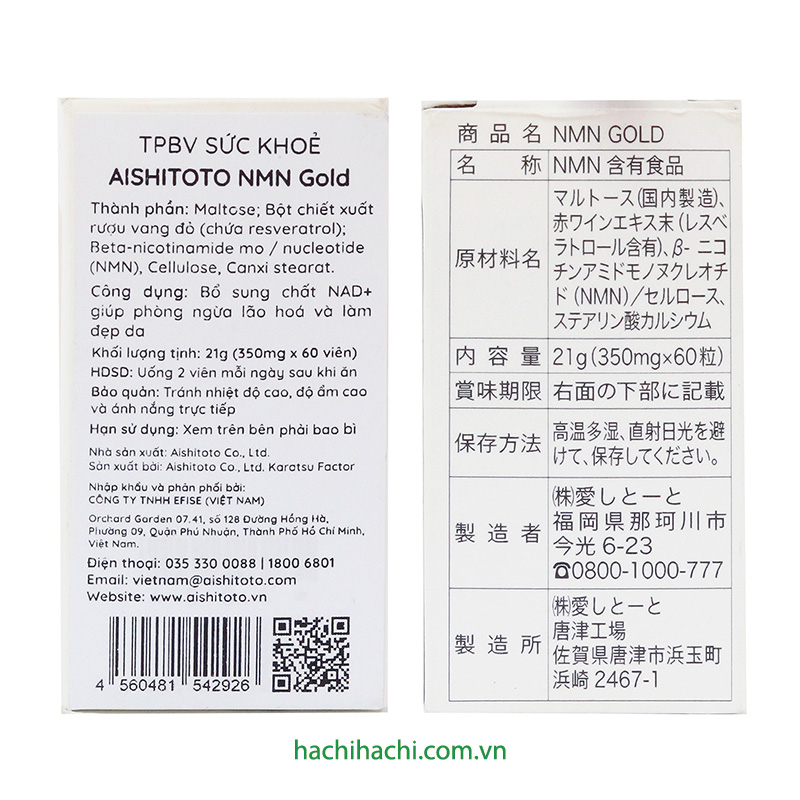 TPBV SỨC KHOẺ
AISHITOTO NMN Gold
Thành phần: Maltose; Bột chiết xuất
rượu vang đỏ (chứa resveratrol);
Beta-nicotinamide mo / nucleotide
(NMN), Cellulose, Canxi stearat.
Công dụng: Bổ sung chất NAD+
giúp phòng ngừa lão hoá và làm
đẹp da
Khối lượng tịnh: 21g (350mg x 60 viên)
HDSD: Uống 2 viên mỗi ngày sau khi ăn
Bảo quản: Tránh nhiệt độ cao, độ ẩm cao
và ánh nắng trực tiếp
Hạn sử dụng: Xem trên bên phải bao bì
Nhà sản xuất: Aishitoto Co., Ltd.
Sản xuất bởi: Aishitoto Co., Ltd. Karatsu Factor
Nhập khẩu và phân phối bởi:
CÔNG TY TNHH EFISE (VIỆT NAM)
Orchard Garden 07.41, số 128 Đường Hồng Hà,
Phường 09, Quận Phú Nhuận, Thành Phố Hồ Chí Minh,
Việt Nam.
Điện thoại: 035 330 0088 | 1800 6801
Email: vietnam@aishitoto.com
Website: www.aishitoto.vn
4 560481 542926
商品名 NMN GOLD
名称 NMN 含有食品
原材料名 マルトース(国内製造)、
赤ワインエキス末(レスベ
ラトロール含有)、β- ニコ
チンアミドモノヌクレオチ
ド(NMN)/セルロース、
ステアリン酸カルシウム
内容量 21g(350mg×60粒)
賞味期限 右面の下部に記載
保存方法 高温多湿、直射日光を避
けて、保存してください。
製造者 ㈱愛しとーと
福岡県那珂川市
今光 6-23
☎0800-1000-777
製造所 ㈱愛しとーと
唐津工場
佐賀県唐津市浜玉町
浜崎 2467-1
hachihachi.com.vn